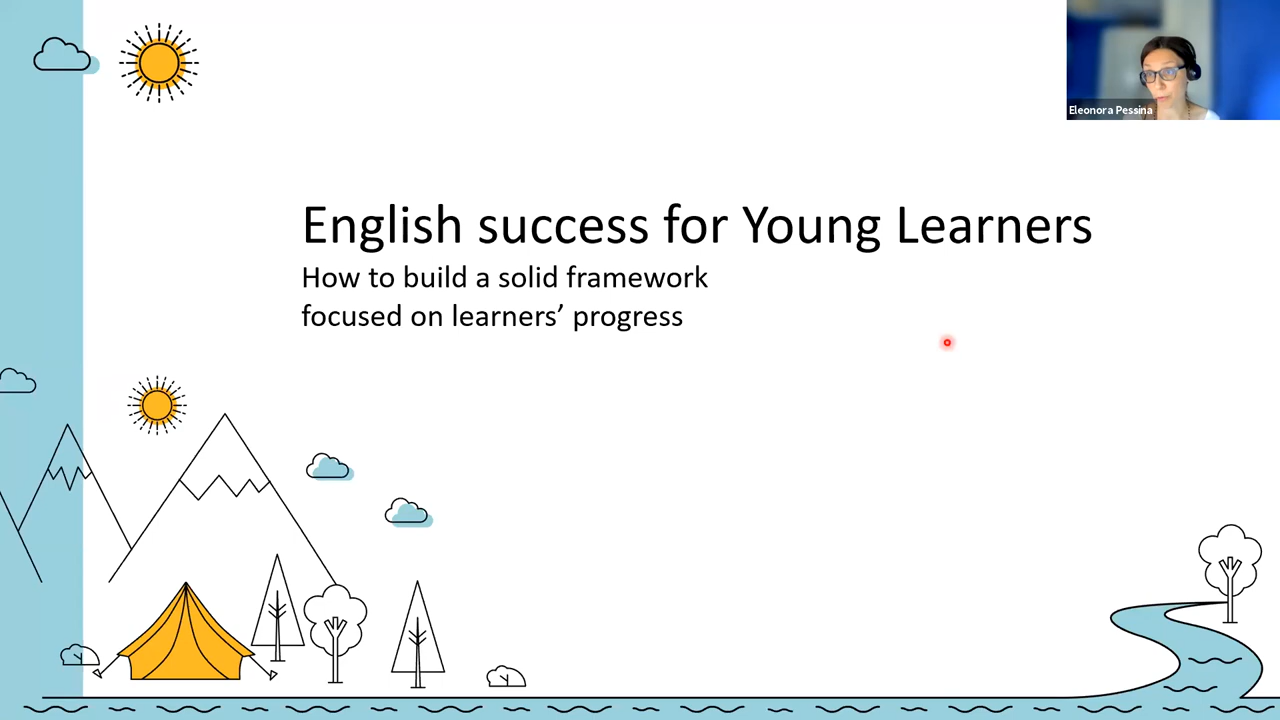 Eleonora Pessina
English success for Young Learners
How to build a solid framework
focused on learners’ progress